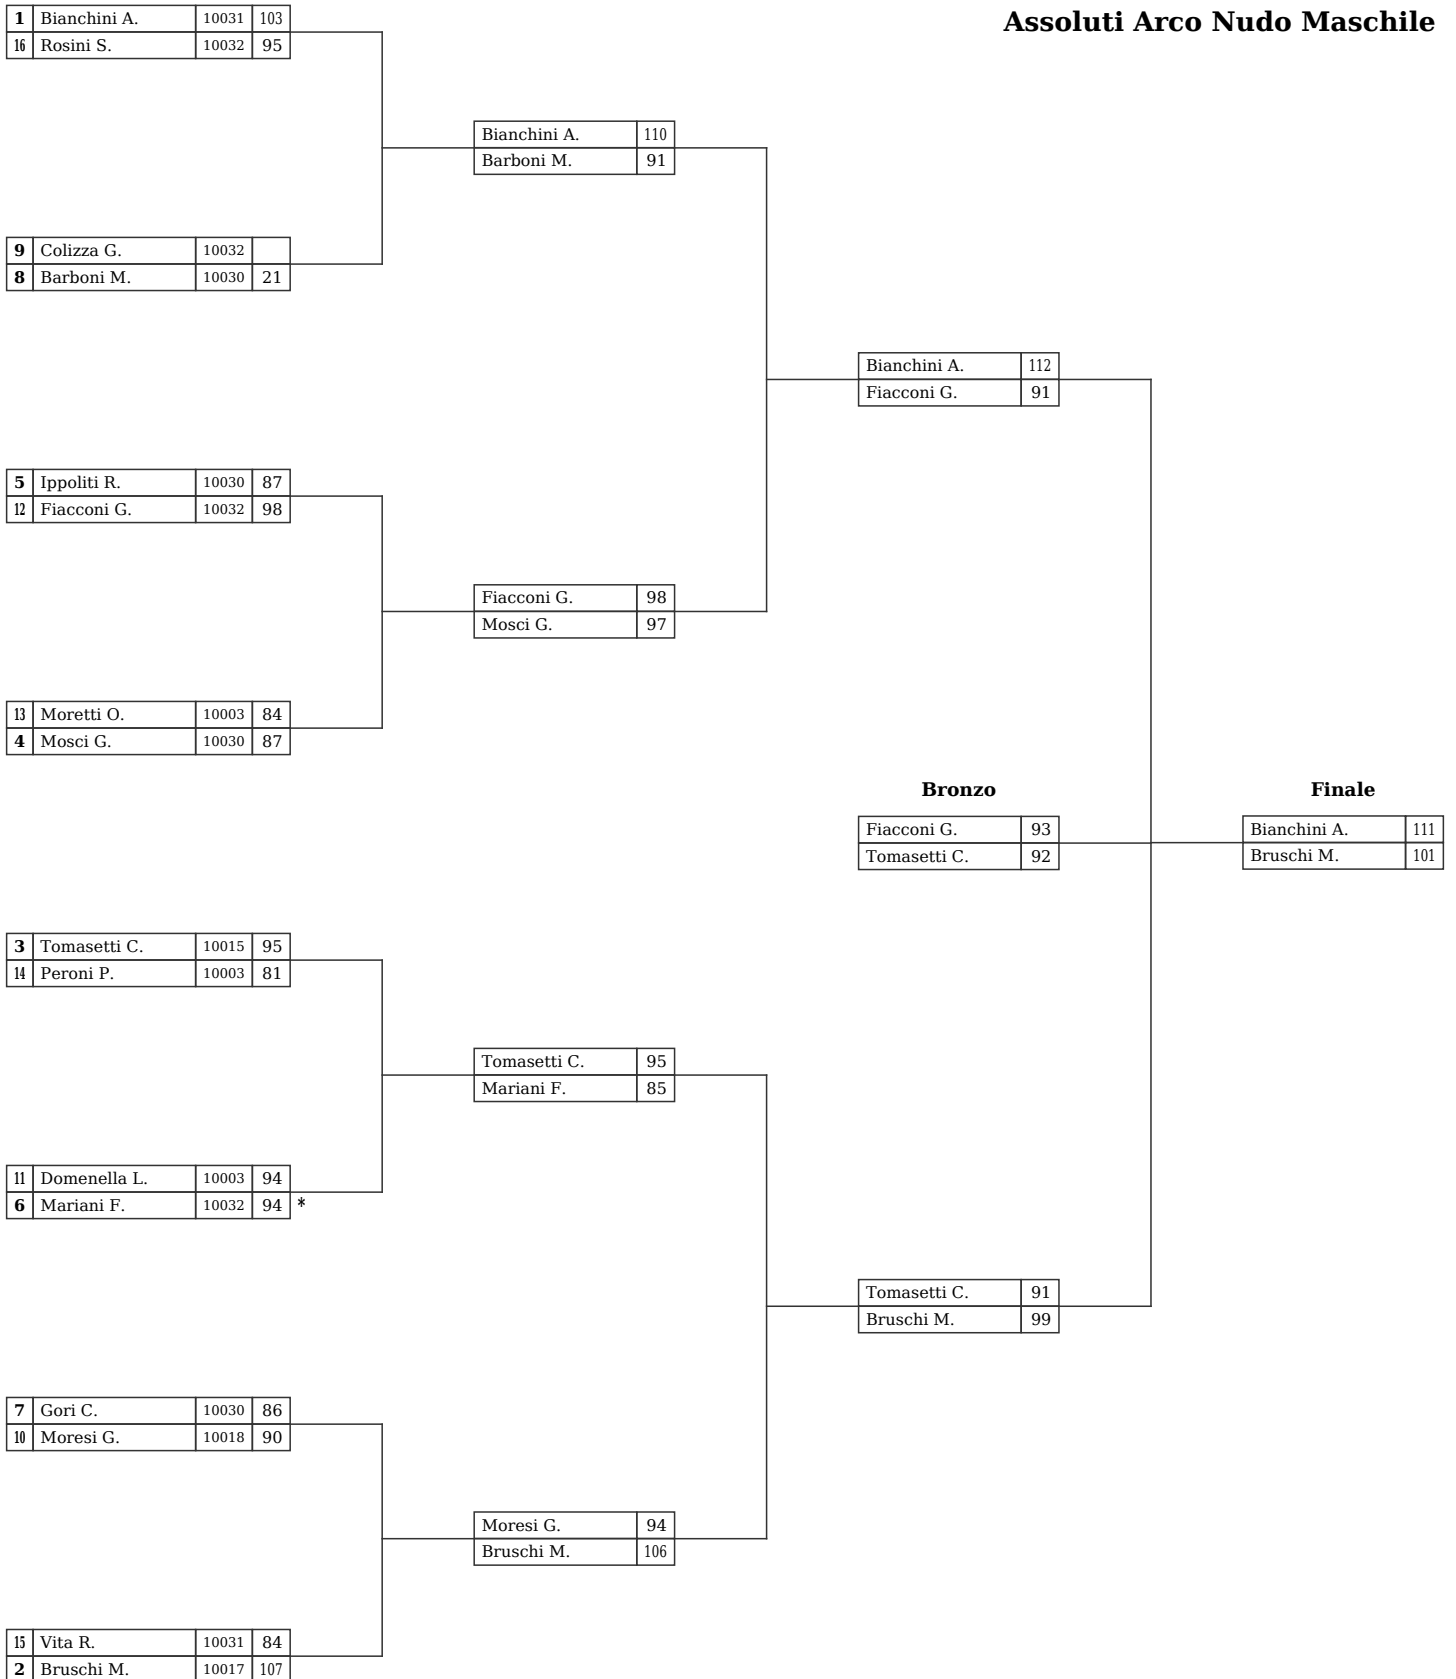 Assoluti Arco Nudo Maschile
1 Bianchini A. 10031 103
16 Rosini S. 10032 95
Bianchini A. 110
Barboni M. 91
9 Colizza G. 10032
8 Barboni M. 10030 21
Bianchini A. 112
Fiacconi G. 91
5 Ippoliti R. 10030 87
12 Fiacconi G. 10032 98
Fiacconi G. 98
Mosci G. 97
13 Moretti O. 10003 84
4 Mosci G. 10030 87
Bronzo
Fiacconi G. 93
Tomasetti C. 92
Finale
Bianchini A. 111
Bruschi M. 101
3 Tomasetti C. 10015 95
14 Peroni P. 10003 81
Tomasetti C. 95
Mariani F. 85
11 Domenella L. 10003 94
6 Mariani F. 10032 94 *
Tomasetti C. 91
Bruschi M. 99
7 Gori C. 10030 86
10 Moresi G. 10018 90
Moresi G. 94
Bruschi M. 106
15 Vita R. 10031 84
2 Bruschi M. 10017 107